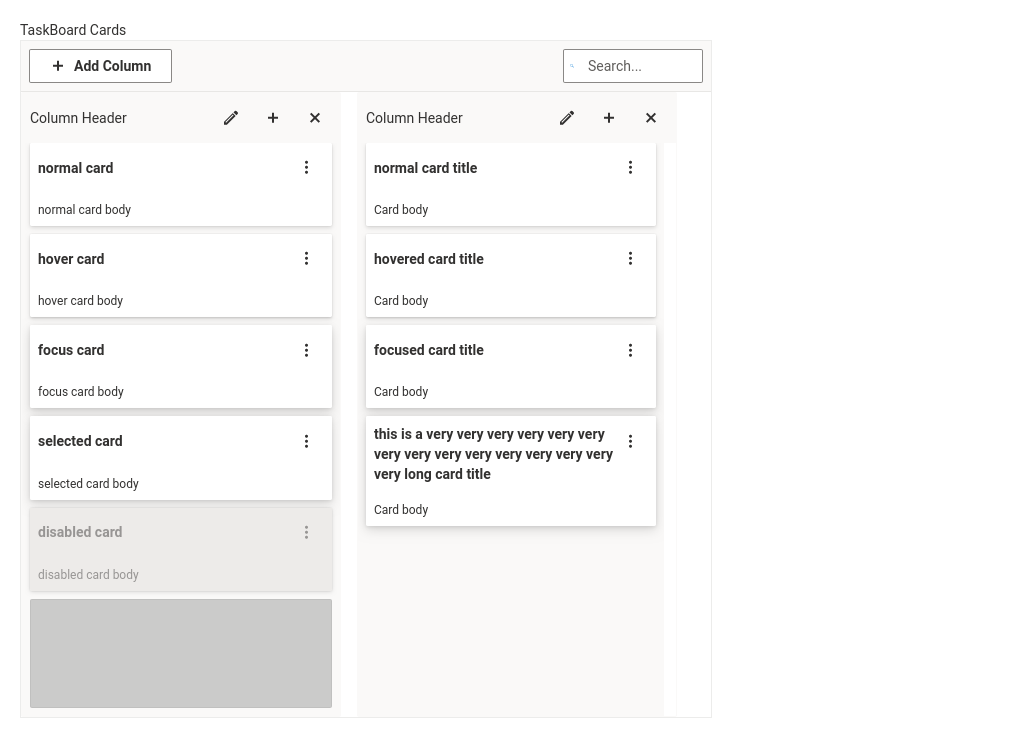 TaskBoard Cards
Add Column
Search...
Column Header
normal card
normal card body
hover card
hover card body
focus card
focus card body
selected card
selected card body
disabled card
disabled card body
Column Header
normal card title
Card body
hovered card title
Card body
focused card title
Card body
this is a very very very very very very
very very very very very very very very
very long card title
Card body